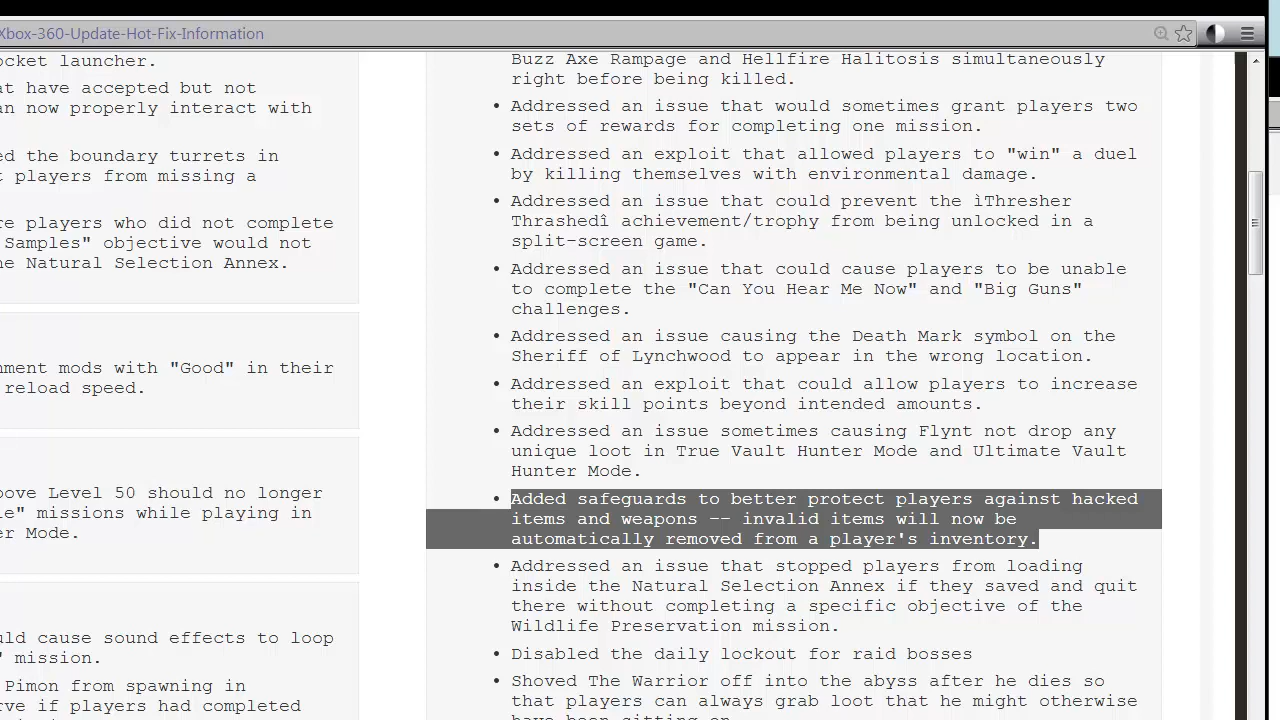 Xbox-360-Update-Hot-Fix-Information
ocket launcher.
at have accepted but not
an now properly interact with
ed the boundary turrets in
t players from missing a
re players who did not complete
Samples" objective would not
he Natural Selection Annex.
nment mods with "Good" in their
reload speed.
bove Level 50 should no longer
le" missions while playing in
er Mode.
uld cause sound effects to loop
" mission.
Pimon from spawning in
rve if players had completed
Buzz Axe Rampage and Hellfire Halitosis simultaneously
right before being killed.
• Addressed an issue that would sometimes grant players two
sets of rewards for completing one mission.
• Addressed an exploit that allowed players to "win" a duel
by killing themselves with environmental damage.
• Addressed an issue that could prevent the ìThresher
Thrashedî achievement/trophy from being unlocked in a
split-screen game.
• Addressed an issue that could cause players to be unable
to complete the "Can You Hear Me Now" and "Big Guns"
challenges.
• Addressed an issue causing the Death Mark symbol on the
Sheriff of Lynchwood to appear in the wrong location.
• Addressed an exploit that could allow players to increase
their skill points beyond intended amounts.
• Addressed an issue sometimes causing Flynt not drop any
unique loot in True Vault Hunter Mode and Ultimate Vault
Hunter Mode.
• Added safeguards to better protect players against hacked
items and weapons -- invalid items will now be
automatically removed from a player's inventory.
• Addressed an issue that stopped players from loading
inside the Natural Selection Annex if they saved and quit
there without completing a specific objective of the
Wildlife Preservation mission.
• Disabled the daily lockout for raid bosses
• Shoved The Warrior off into the abyss after he dies so
that players can always grab loot that he might otherwise
have been sitting on.